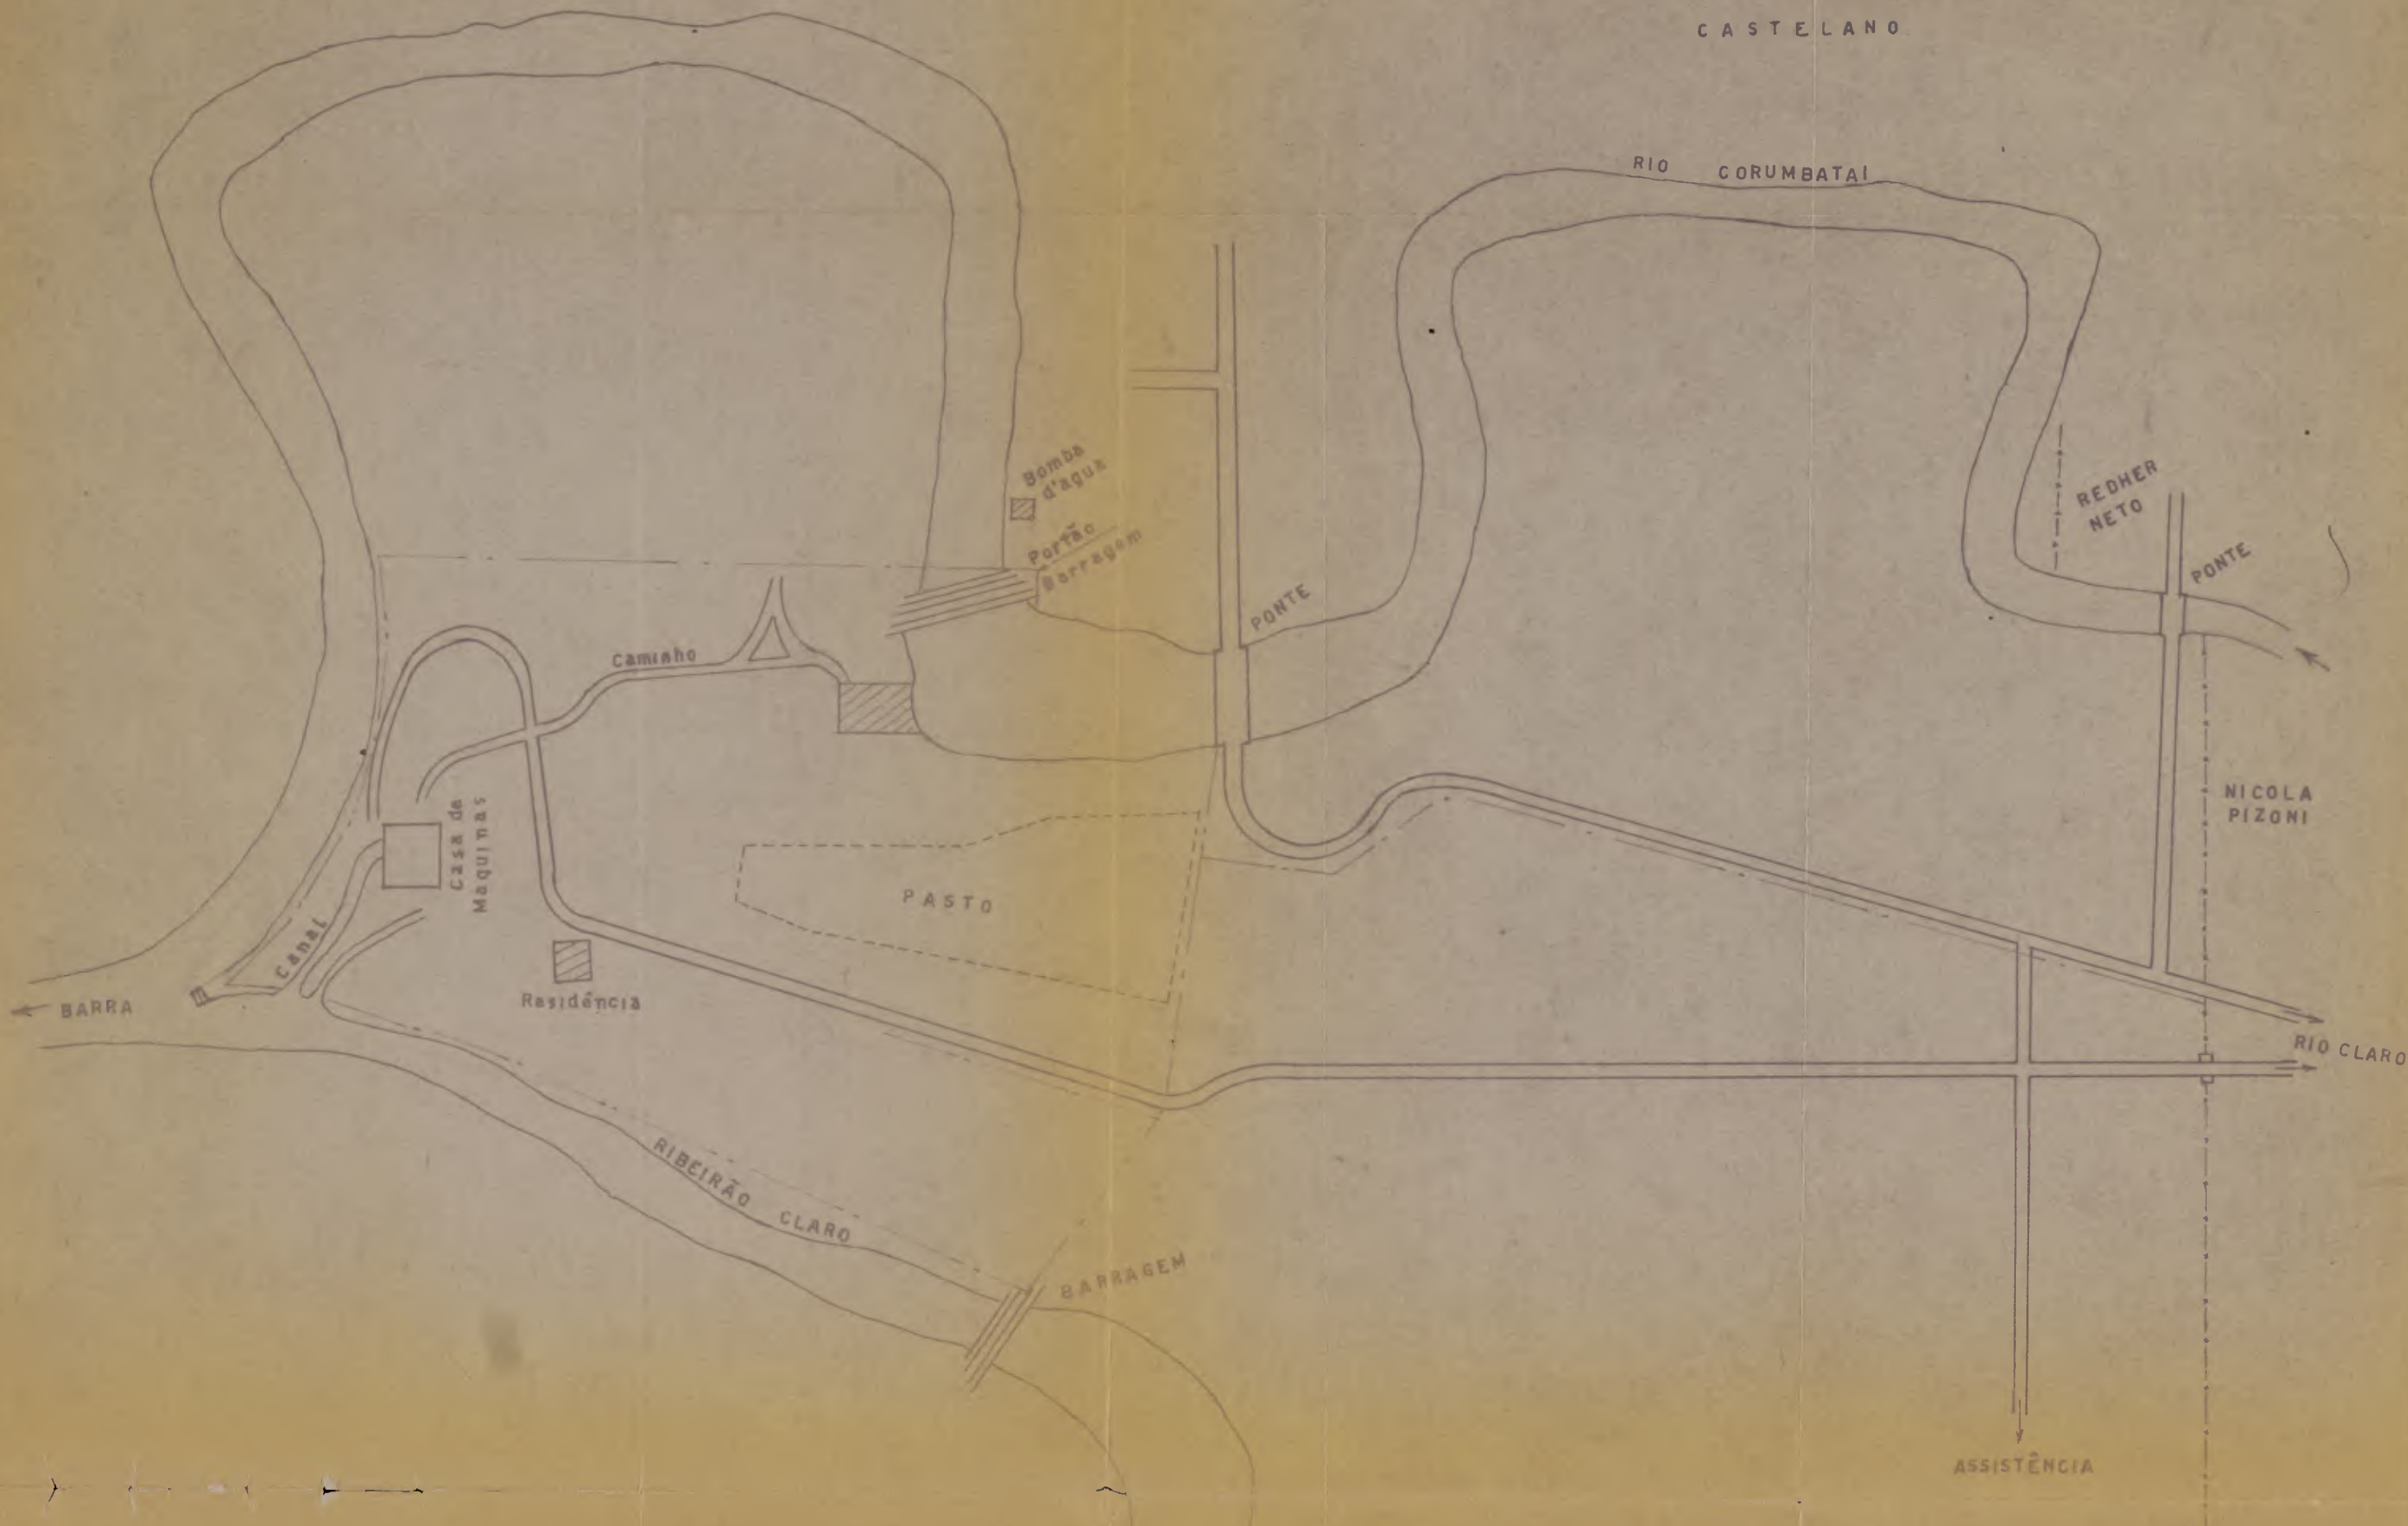 CASTELANO
RIO CORUMBATAI
Bomba
d'agua
Portão
Barragem
REDHER
NETO
PONTE
PONTE
Caminho
Casa de
Maquinas
NICOLA
PIZONI
PASTO
Canal
Residência
BARRA
RIO CLARO
RIBEIRÃO CLARO
BARRAGEM
ASSISTÊNCIA